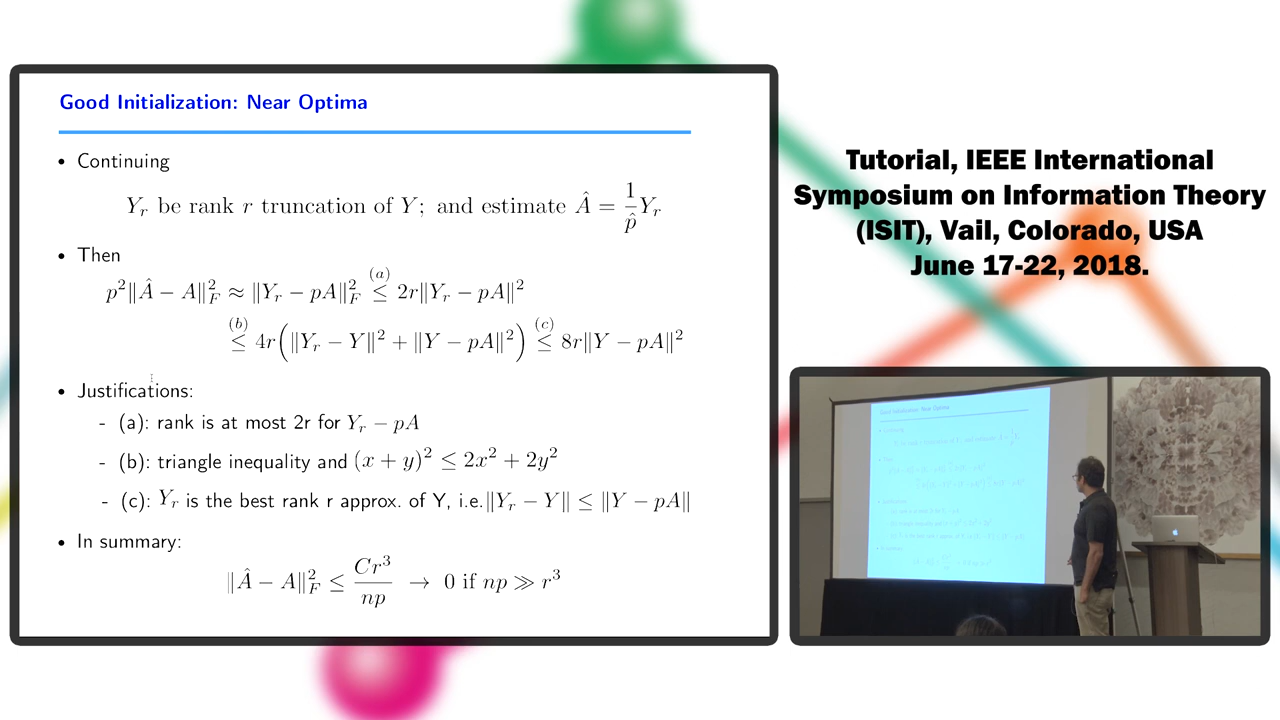 Good Initialization: Near Optima
• Continuing
Y_r be rank r truncation of Y; and estimate Â = 1/p̂ Y_r
• Then
p²‖Â − A‖²_F ≈ ‖Y_r − pA‖²_F ≤^(a) 2r‖Y_r − pA‖²
≤^(b) 4r(‖Y_r − Y‖² + ‖Y − pA‖²) ≤^(c) 8r‖Y − pA‖²
• Justifications:
- (a): rank is at most 2r for Y_r − pA
- (b): triangle inequality and (x + y)² ≤ 2x² + 2y²
- (c): Y_r is the best rank r approx. of Y, i.e.‖Y_r − Y‖ ≤ ‖Y − pA‖
• In summary:
‖Â − A‖²_F ≤ Cr³/np → 0 if np ≫ r³
Tutorial, IEEE International
Symposium on Information Theory
(ISIT), Vail, Colorado, USA
June 17-22, 2018.
Good Initialization: Near Optima